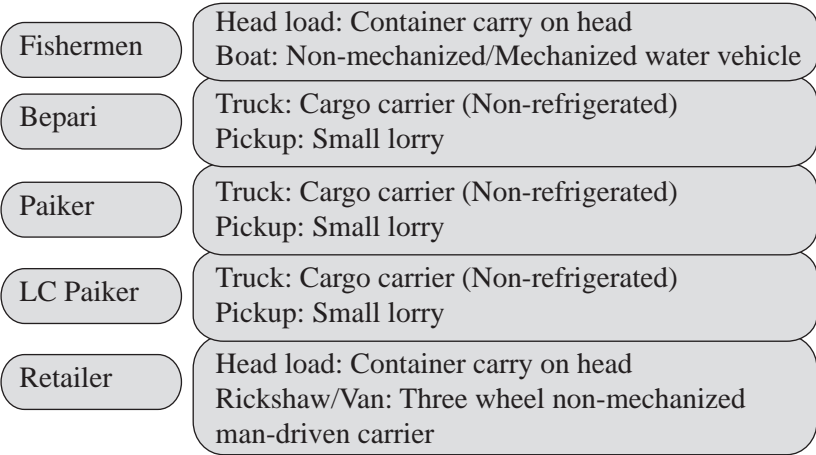 Fishermen
Head load: Container carry on head
Boat: Non-mechanized/Mechanized water vehicle
Bepari
Truck: Cargo carrier (Non-refrigerated)
Pickup: Small lorry
Paiker
Truck: Cargo carrier (Non-refrigerated)
Pickup: Small lorry
LC Paiker
Truck: Cargo carrier (Non-refrigerated)
Pickup: Small lorry
Retailer
Head load: Container carry on head
Rickshaw/Van: Three wheel non-mechanized
man-driven carrier